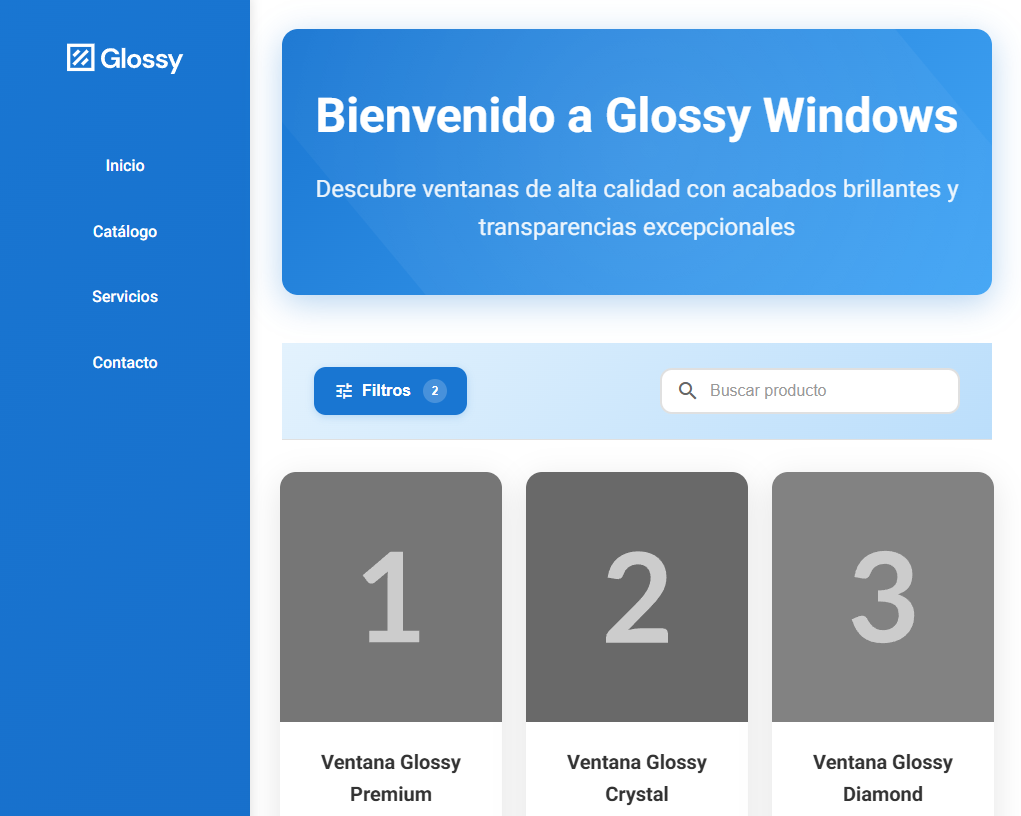 Glossy
Inicio
Catálogo
Servicios
Contacto
Bienvenido a Glossy Windows
Descubre ventanas de alta calidad con acabados brillantes y
transparencias excepcionales
Filtros 2
Buscar producto
1
2
3
Ventana Glossy
Premium
Ventana Glossy
Crystal
Ventana Glossy
Diamond